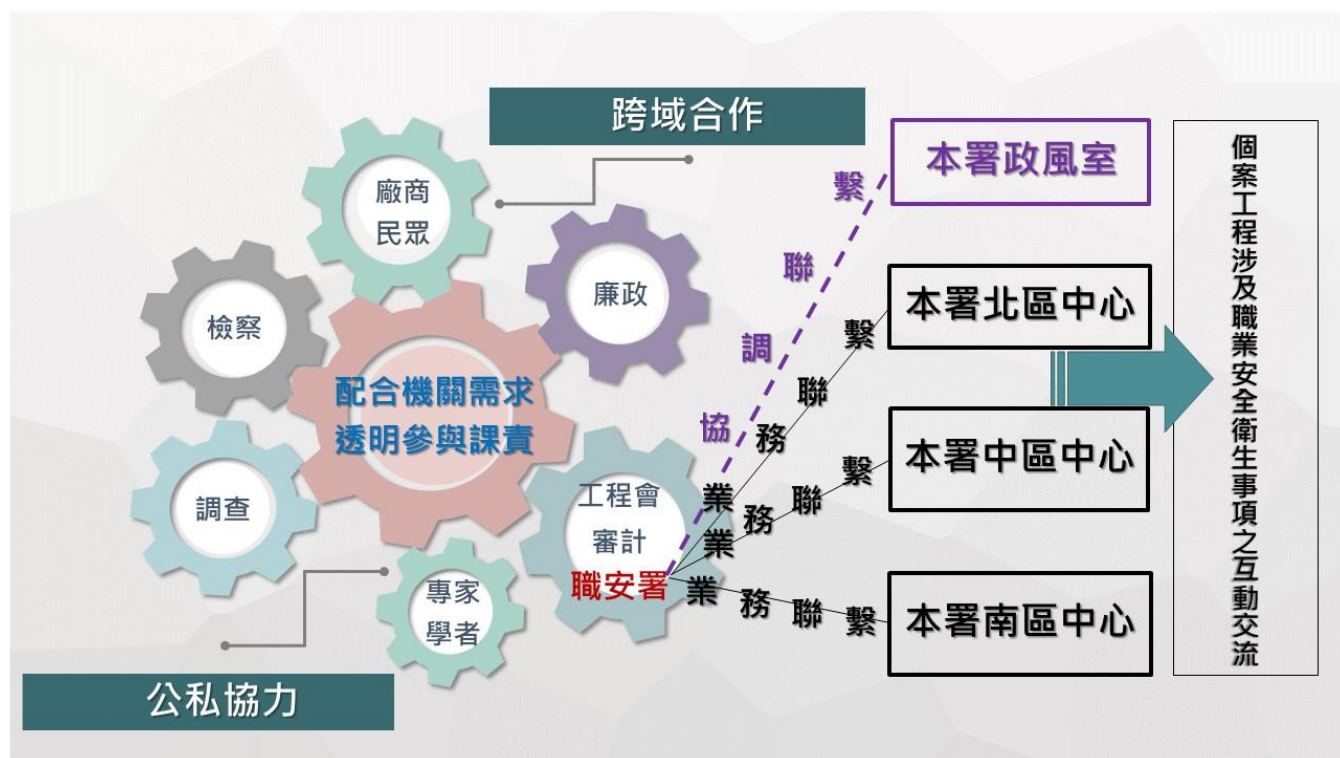 跨域合作
廠商
民眾
廉政
檢察
配合機關需求
透明參與課責
調查
工程會
審計
職安署
專家
學者
公私協力
協調聯繫
業務聯繫
業務聯繫
業務聯繫
本署政風室
本署北區中心
本署中區中心
本署南區中心
個案工程涉及職業安全衛生事項之互動交流